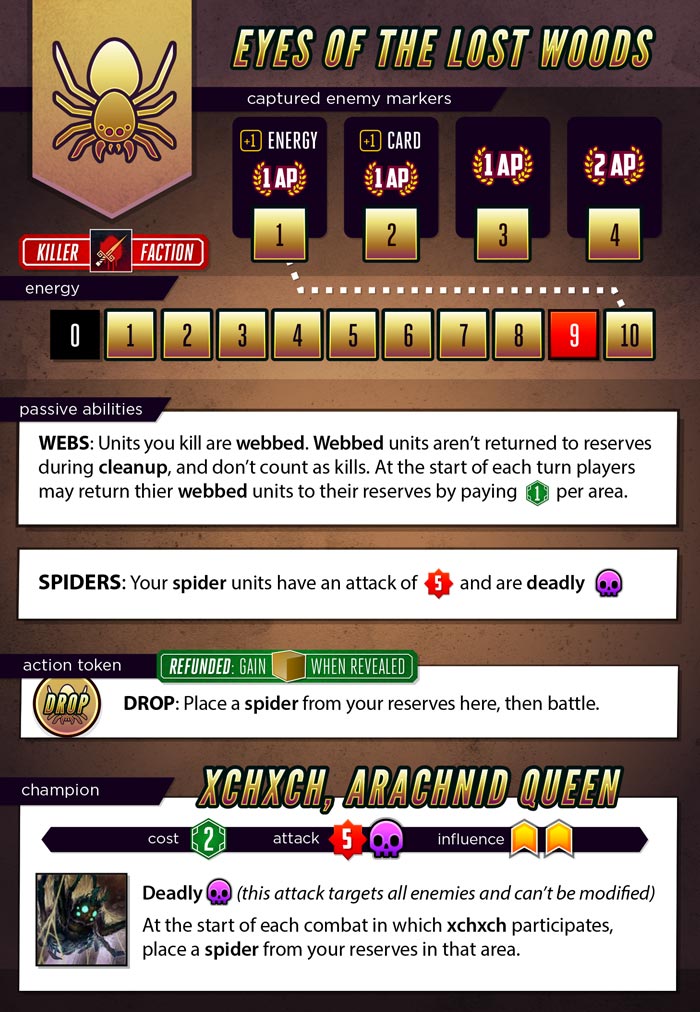 EYES OF THE LOST WOODS
captured enemy markers
+1 ENERGY
1 AP
1
+1 CARD
1 AP
2
1 AP
3
2 AP
4
KILLER FACTION
energy
0 1 2 3 4 5 6 7 8 9 10
passive abilities
WEBS: Units you kill are webbed. Webbed units aren't returned to reserves
during cleanup, and don't count as kills. At the start of each turn players
may return thier webbed units to their reserves by paying 1 per area.
SPIDERS: Your spider units have an attack of 5 and are deadly
action token
REFUNDED: GAIN WHEN REVEALED
DROP
DROP: Place a spider from your reserves here, then battle.
champion
XCHXCH, ARACHNID QUEEN
cost 2 attack 5 influence
Deadly (this attack targets all enemies and can't be modified)
At the start of each combat in which xchxch participates,
place a spider from your reserves in that area.